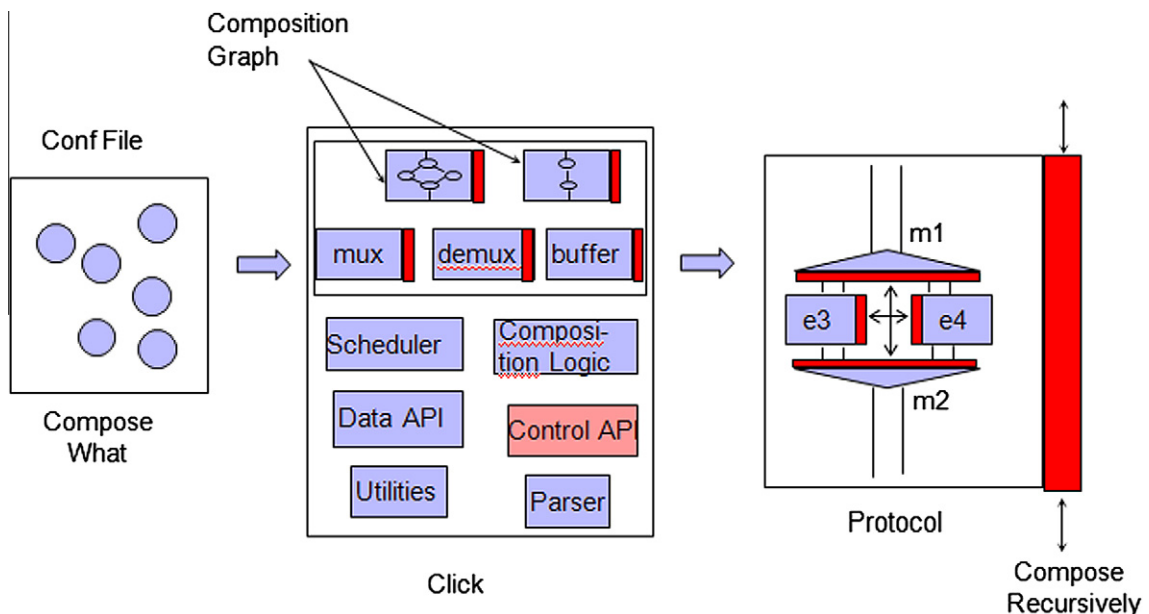 Composition
Graph
Conf File
Compose
What
mux
demux
buffer
Scheduler
Composi-
tion Logic
Data API
Control API
Utilities
Parser
Click
m1
e3
e4
m2
Protocol
Compose
Recursively